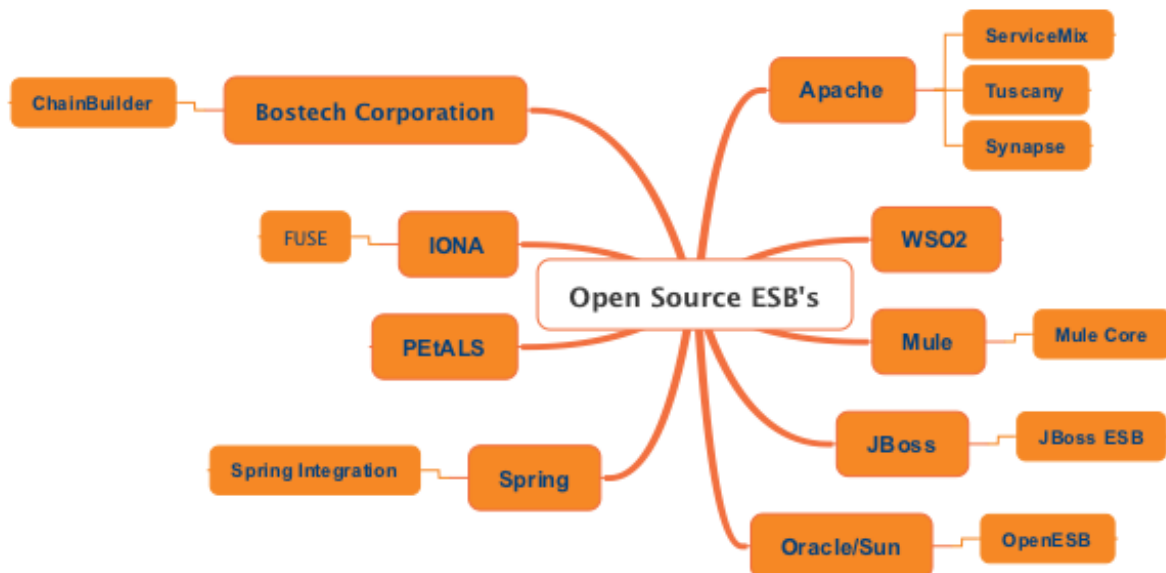 ServiceMix
Apache
Tuscany
Synapse
ChainBuilder
Bostech Corporation
FUSE
IONA
WSO2
Open Source ESB's
PEtALS
Mule
Mule Core
JBoss
JBoss ESB
Spring Integration
Spring
Oracle/Sun
OpenESB